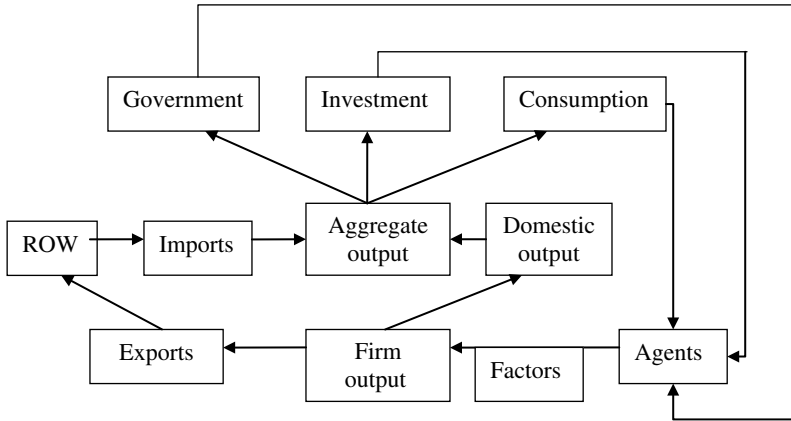 Government
Investment
Consumption
ROW
Imports
Aggregate
output
Domestic
output
Exports
Firm
output
Factors
Agents